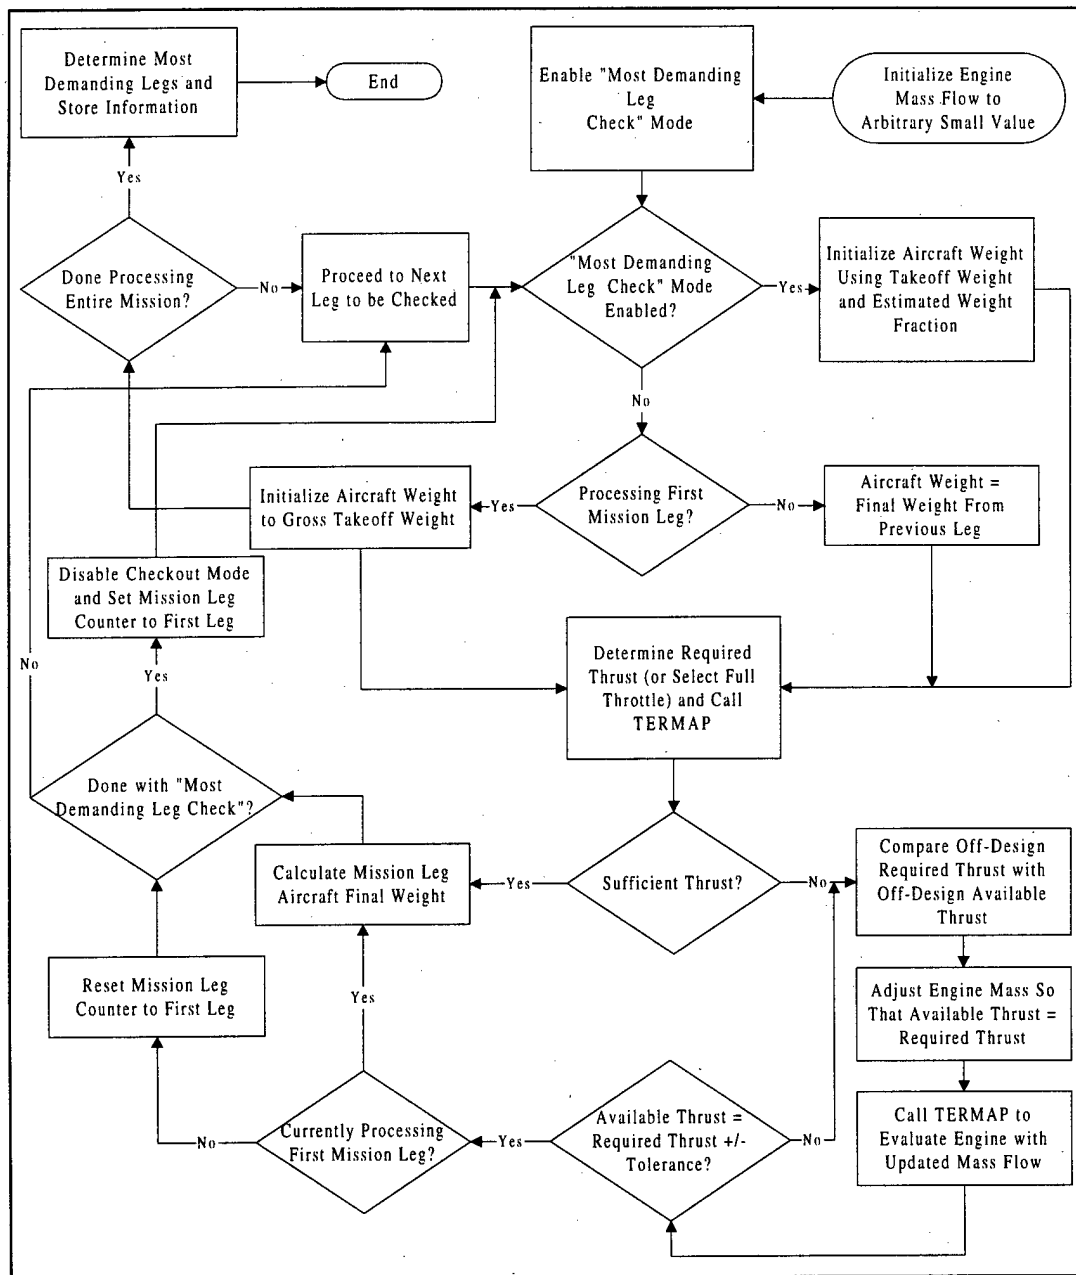 Determine Most
Demanding Legs and
Store Information
End
Enable "Most Demanding
Leg
Check" Mode
Initialize Engine
Mass Flow to
Arbitrary Small Value
Yes
Done Processing
Entire Mission?
No
Proceed to Next
Leg to be Checked
"Most Demanding
Leg Check" Mode
Enabled?
Yes
Initialize Aircraft Weight
Using Takeoff Weight
and Estimated Weight
Fraction
No
Initialize Aircraft Weight
to Gross Takeoff Weight
Yes
Processing First
Mission Leg?
No
Aircraft Weight =
Final Weight From
Previous Leg
Disable Checkout Mode
and Set Mission Leg
Counter to First Leg
No
Yes
Determine Required
Thrust (or Select Full
Throttle) and Call
TERMAP
Done with "Most
Demanding Leg Check"?
Calculate Mission Leg
Aircraft Final Weight
Yes
Sufficient Thrust?
No
Compare Off-Design
Required Thrust with
Off-Design Available
Thrust
Reset Mission Leg
Counter to First Leg
Yes
Adjust Engine Mass So
That Available Thrust =
Required Thrust
No
Currently Processing
First Mission Leg?
Yes
Available Thrust =
Required Thrust +/-
Tolerance?
No
Call TERMAP to
Evaluate Engine with
Updated Mass Flow